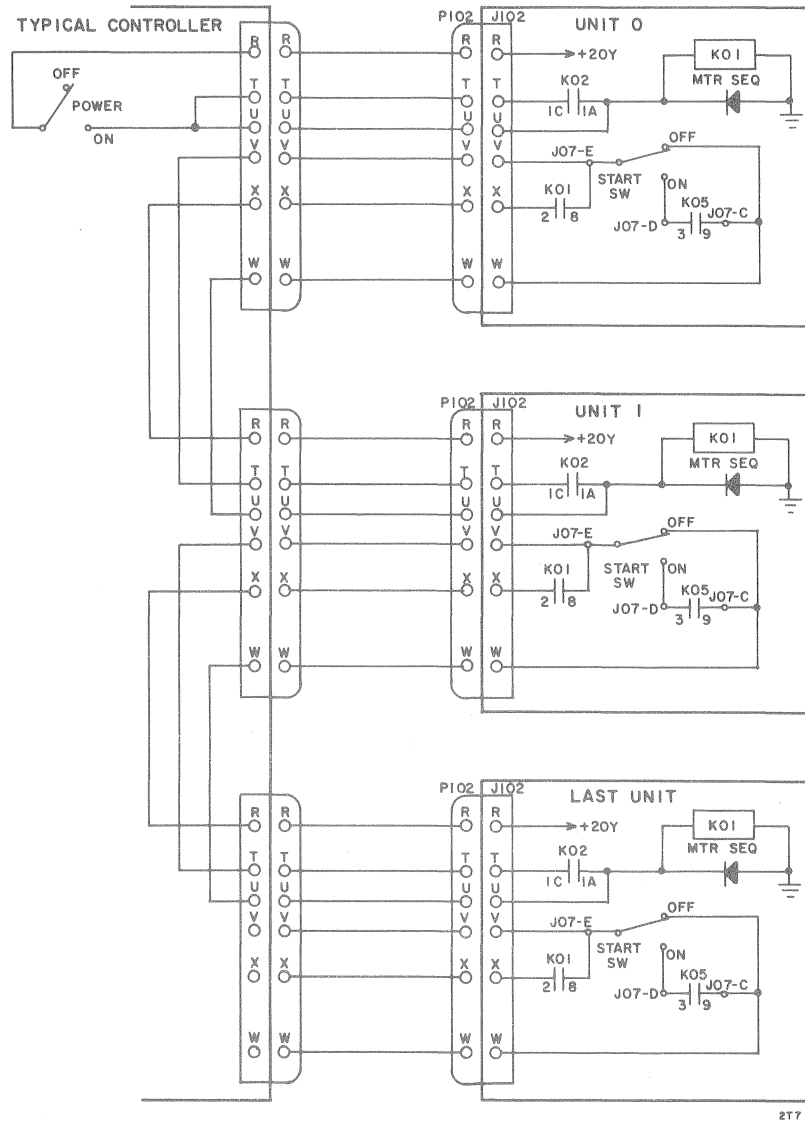 TYPICAL CONTROLLER
P102 J102
UNIT 0
R R R R
+20Y
K01
MTR SEQ
OFF
POWER
ON
T T T T
K02
1C 1A
U U U U
V V V V
J07-E
OFF
START
SW
ON
X X X X
K01
2 8
K05
J07-C
J07-D
3 9
W W W W
P102 J102
UNIT 1
R R R R
+20Y
K01
MTR SEQ
T T T T
K02
1C 1A
U U U U
V V V V
J07-E
OFF
START
SW
ON
X X X X
K01
2 8
K05
J07-C
J07-D
3 9
W W W W
P102 J102
LAST UNIT
R R R R
+20Y
K01
MTR SEQ
T T T T
K02
1C 1A
U U U U
V V V V
J07-E
OFF
START
SW
ON
X X X X
K01
2 8
K05
J07-C
J07-D
3 9
W W W W
2T7